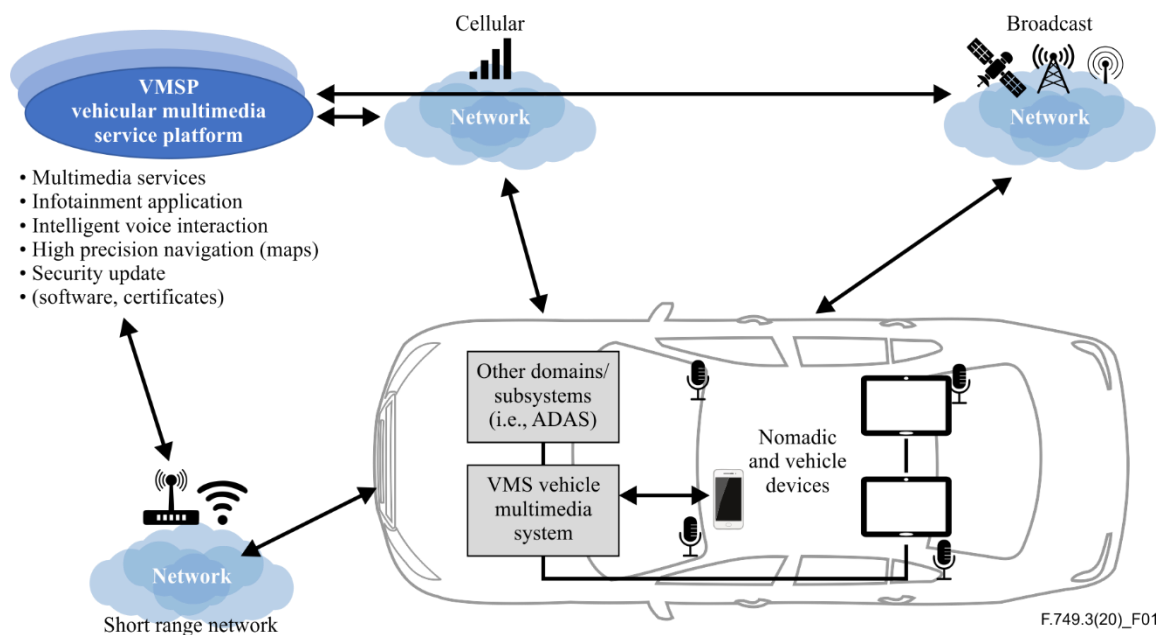 Cellular
Broadcast
VMSP
vehicular multimedia
service platform
Network
Network
• Multimedia services
• Infotainment application
• Intelligent voice interaction
• High precision navigation (maps)
• Security update
• (software, certificates)
Other domains/
subsystems
(i.e., ADAS)
Nomadic
and vehicle
devices
VMS vehicle
multimedia
system
Network
Short range network
F.749.3(20)_F01